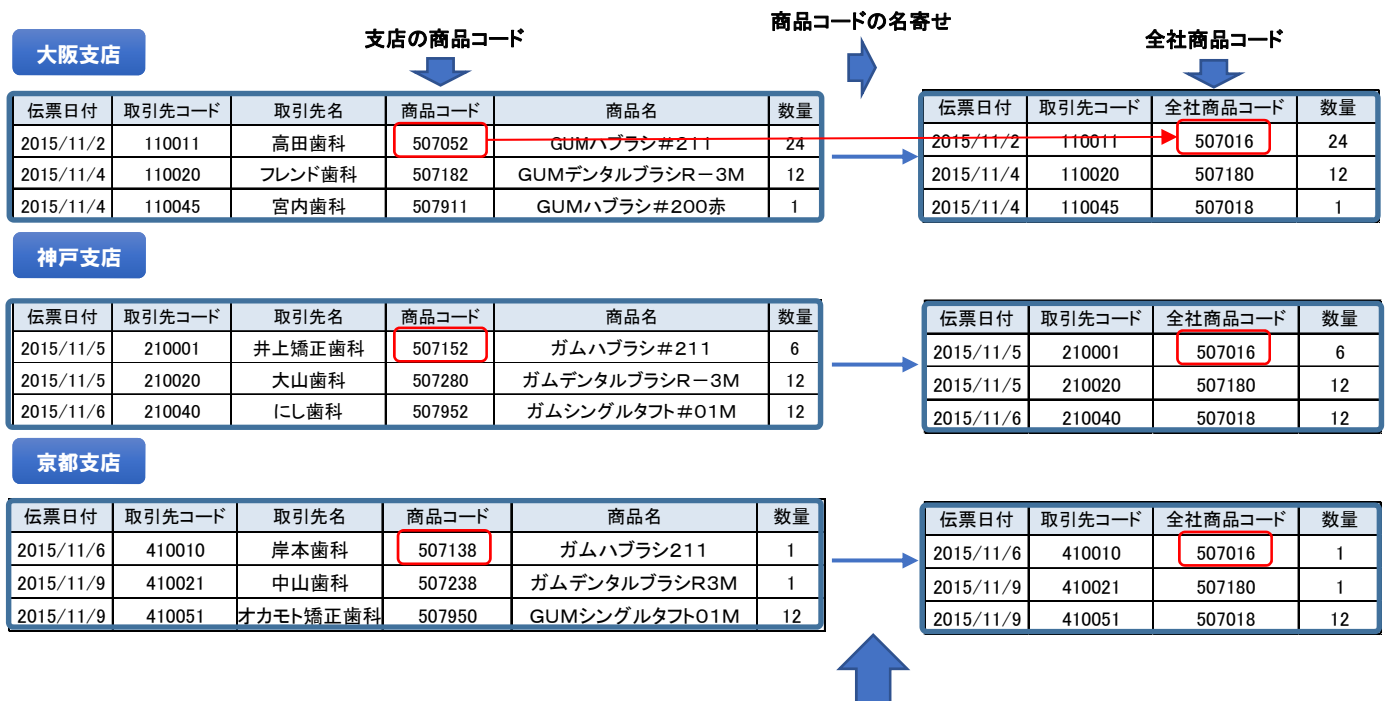 商品コードの名寄せ
大阪支店 支店の商品コード 全社商品コード
伝票日付 取引先コード 取引先名 商品コード 商品名 数量 伝票日付 取引先コード 全社商品コード 数量
2015/11/2 110011 高田歯科 507052 GUMハブラシ#211 24 2015/11/2 110011 507016 24
2015/11/4 110020 フレンド歯科 507182 GUMデンタルブラシR-3M 12 2015/11/4 110020 507180 12
2015/11/4 110045 宮内歯科 507911 GUMハブラシ#200赤 1 2015/11/4 110045 507018 1
神戸支店
伝票日付 取引先コード 取引先名 商品コード 商品名 数量 伝票日付 取引先コード 全社商品コード 数量
2015/11/5 210001 井上矯正歯科 507152 ガムハブラシ#211 6 2015/11/5 210001 507016 6
2015/11/5 210020 大山歯科 507280 ガムデンタルブラシR-3M 12 2015/11/5 210020 507180 12
2015/11/6 210040 にし歯科 507952 ガムシングルタフト#01M 12 2015/11/6 210040 507018 12
京都支店
伝票日付 取引先コード 取引先名 商品コード 商品名 数量 伝票日付 取引先コード 全社商品コード 数量
2015/11/6 410010 岸本歯科 507138 ガムハブラシ211 1 2015/11/6 410010 507016 1
2015/11/9 410021 中山歯科 507238 ガムデンタルブラシR3M 1 2015/11/9 410021 507180 1
2015/11/9 410051 オカモト矯正歯科 507950 GUMシングルタフト01M 12 2015/11/9 410051 507018 12